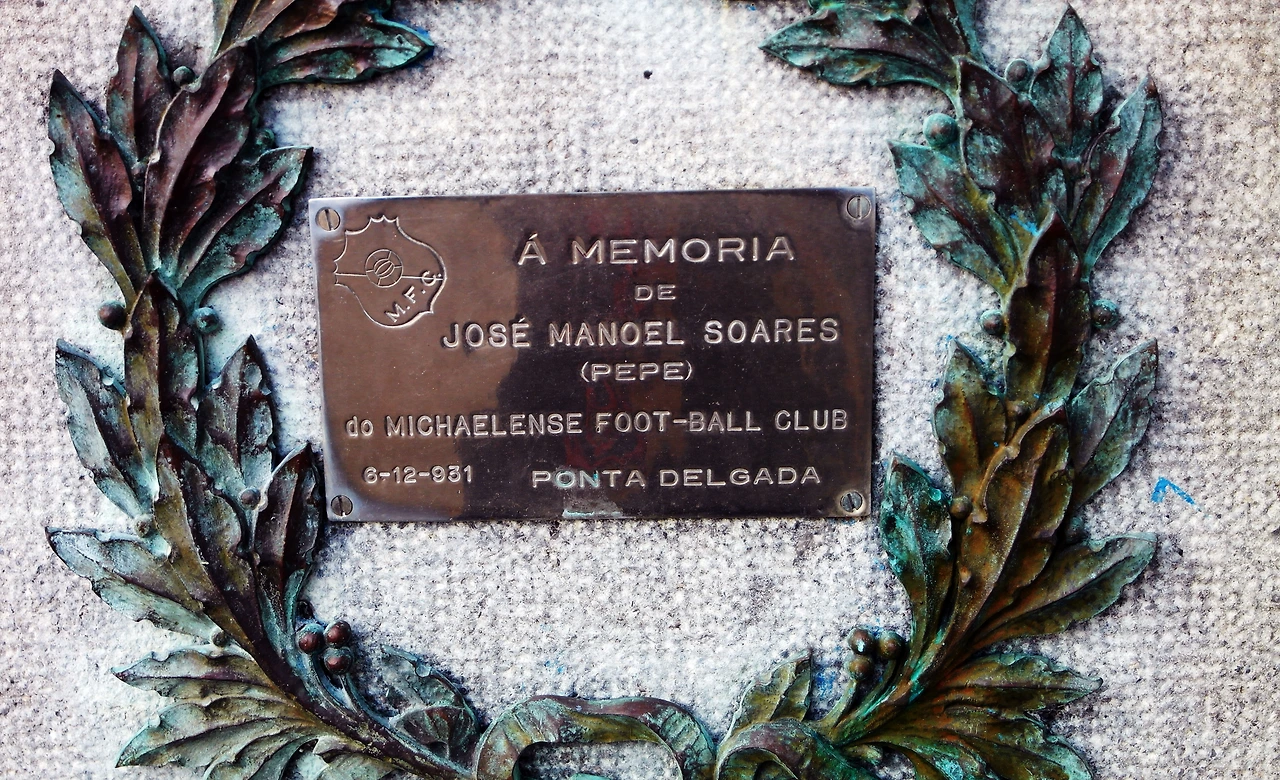 M.F.C.
Á MEMORIA
DE
JOSÉ MANOEL SOARES
(PEPE)
do MICHAELENSE FOOT-BALL CLUB
6-12-931 PONTA DELGADA